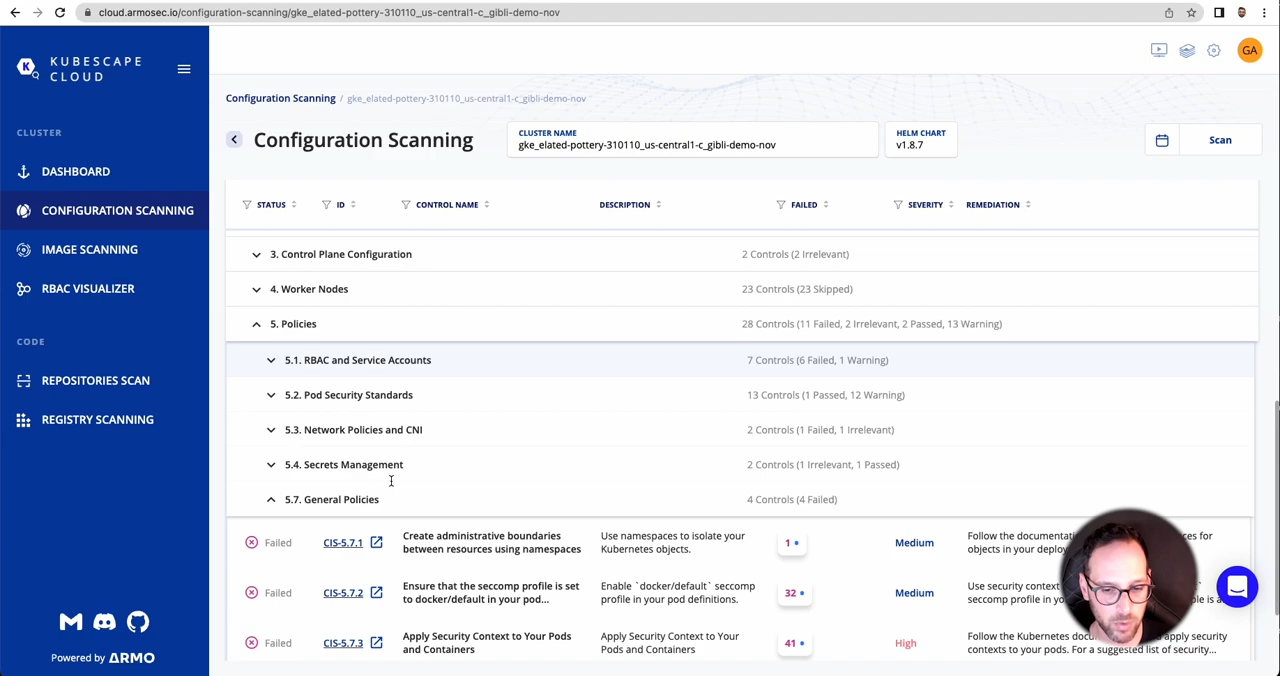 cloud.armosec.io/configuration-scanning/gke_elated-pottery-310110_us-central1-c_gibli-demo-nov
KUBESCAPE
CLOUD
GA
CLUSTER
DASHBOARD
CONFIGURATION SCANNING
IMAGE SCANNING
RBAC VISUALIZER
CODE
REPOSITORIES SCAN
REGISTRY SCANNING
Powered by ARMO
Configuration Scanning / gke_elated-pottery-310110_us-central1-c_gibli-demo-nov
Configuration Scanning
CLUSTER NAME
gke_elated-pottery-310110_us-central1-c_gibli-demo-nov
HELM CHART
v1.8.7
Scan
STATUS ID CONTROL NAME DESCRIPTION FAILED SEVERITY REMEDIATION
3. Control Plane Configuration 2 Controls (2 Irrelevant)
4. Worker Nodes 23 Controls (23 Skipped)
5. Policies 28 Controls (11 Failed, 2 Irrelevant, 2 Passed, 13 Warning)
5.1. RBAC and Service Accounts 7 Controls (6 Failed, 1 Warning)
5.2. Pod Security Standards 13 Controls (1 Passed, 12 Warning)
5.3. Network Policies and CNI 2 Controls (1 Failed, 1 Irrelevant)
5.4. Secrets Management 2 Controls (1 Irrelevant, 1 Passed)
5.7. General Policies 4 Controls (4 Failed)
Failed CIS-5.7.1 Create administrative boundaries Use namespaces to isolate your 1 Medium Follow the for
between resources using namespaces Kubernetes objects. objects in your
Failed CIS-5.7.2 Ensure that the seccomp profile is set Enable `docker/default` seccomp 32 Medium Use security
to docker/default in your pod... profile in your pod definitions. seccomp profile in is
Failed CIS-5.7.3 Apply Security Context to Your Pods Apply Security Context to Your 41 High Follow the Kubernetes apply security
and Containers Pods and Containers contexts to your pods. For a suggested list of security...